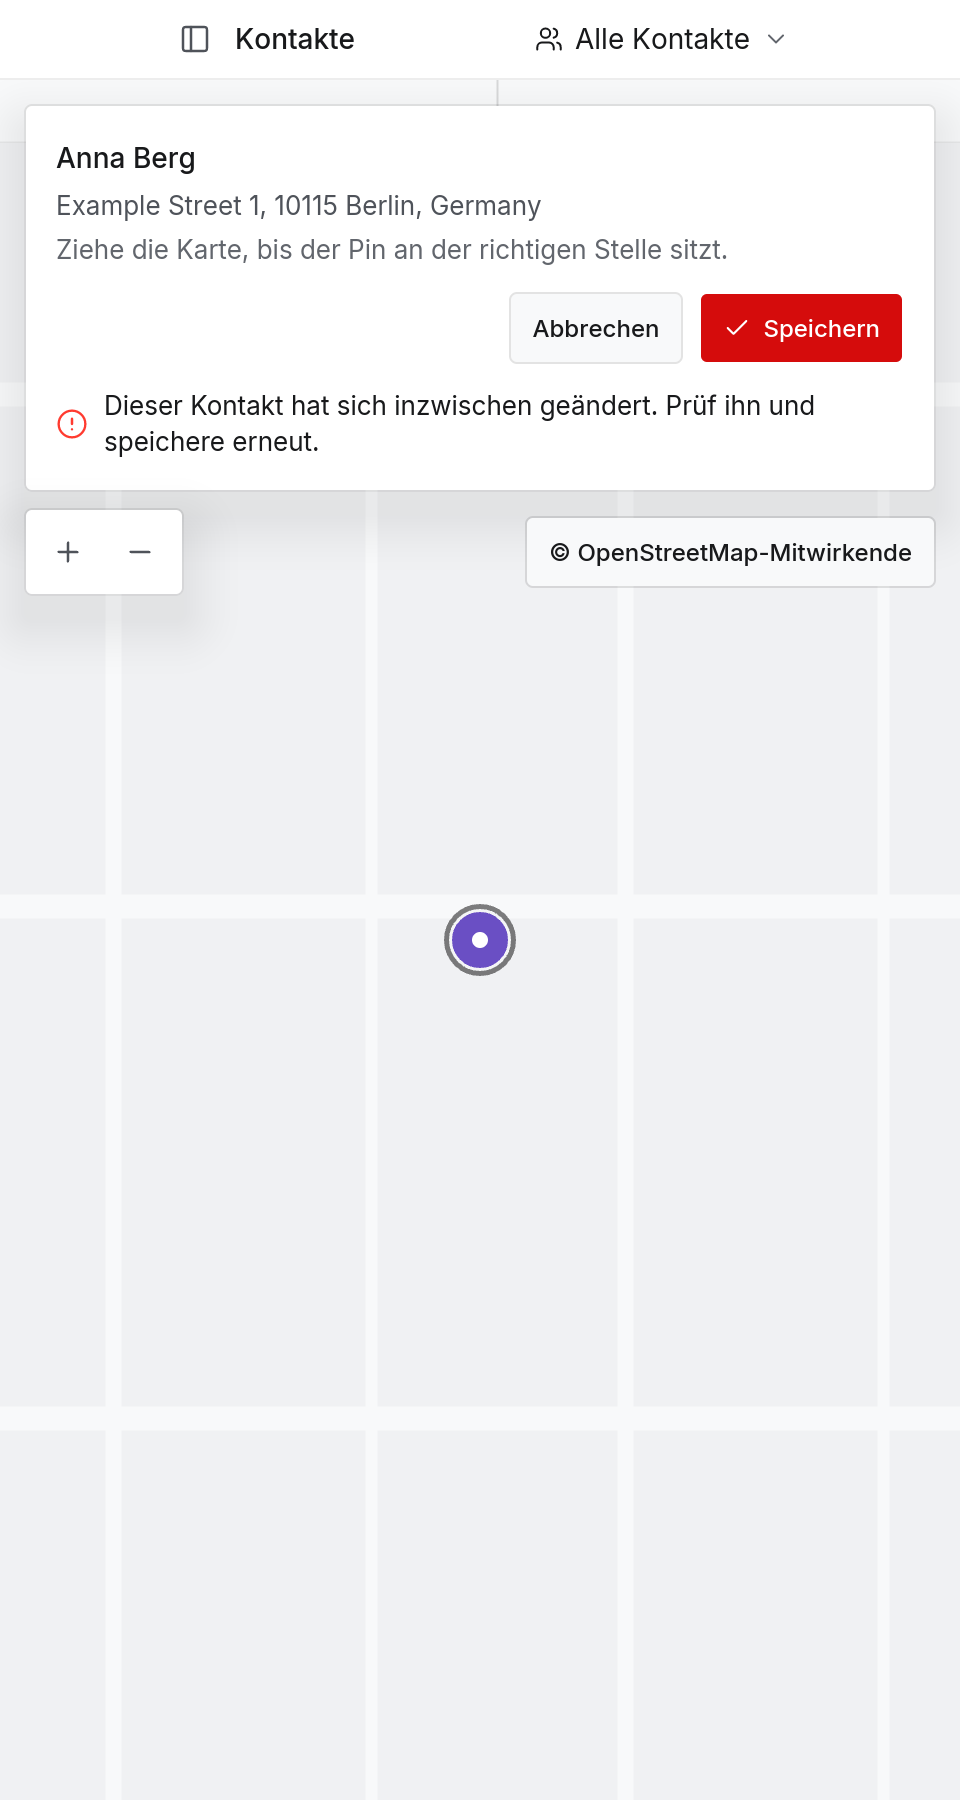 Kontakte
Alle Kontakte
Anna Berg
Example Street 1, 10115 Berlin, Germany
Ziehe die Karte, bis der Pin an der richtigen Stelle sitzt.
Abbrechen
Speichern
Dieser Kontakt hat sich inzwischen geändert. Prüf ihn und
speichere erneut.
© OpenStreetMap-Mitwirkende